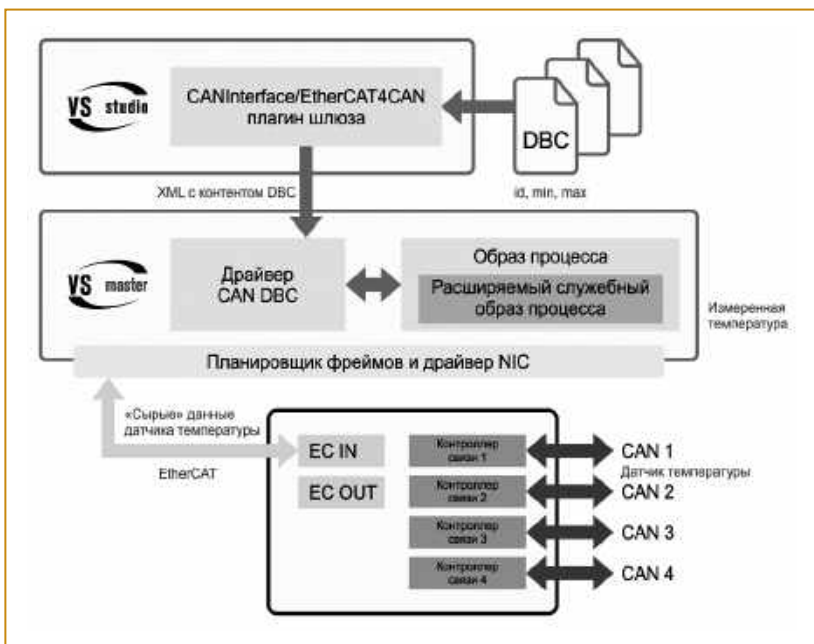 VS studio
CANInterface/EtherCAT4CAN
плагин шлюза
DBC
XML с контентом DBC
id, min, max
VS master
Драйвер
CAN DBC
Образ процесса
Расширяемый служебный
образ процесса
Измеренная
температура
Планировщик фреймов и драйвер NIC
«Сырые» данные
датчика температуры
EtherCAT
EC IN
EC OUT
Контроллер
связи 1
Контроллер
связи 2
Контроллер
связи 3
Контроллер
связи 4
CAN 1
Датчик температуры
CAN 2
CAN 3
CAN 4